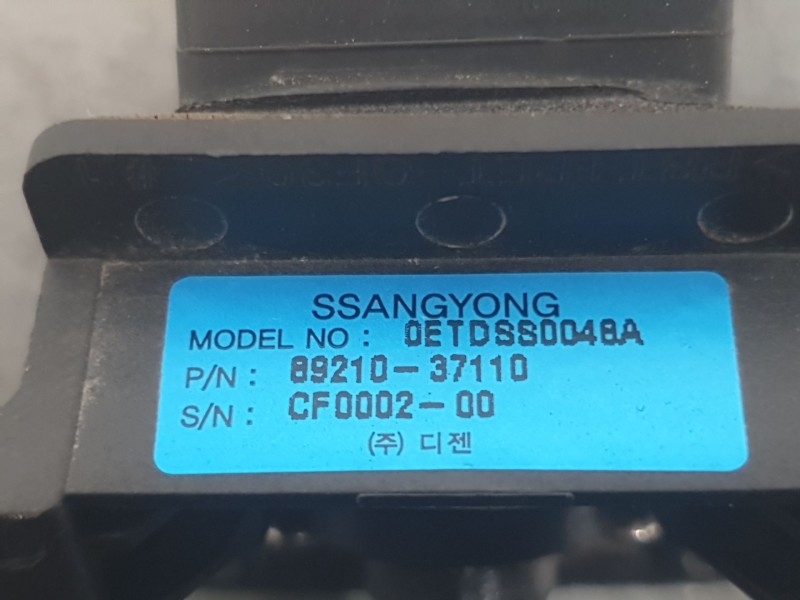 SSANGYONG
MODEL NO : 0ETDSS0048A
P/N : 89210-37110
S/N : CF0002-00
(주) 디젠